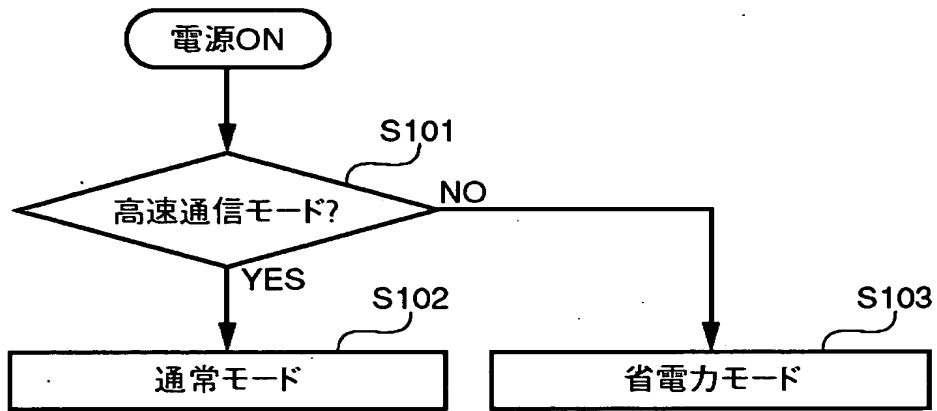 電源ON
S101
高速通信モード?
NO
YES
S102
通常モード
S103
省電力モード